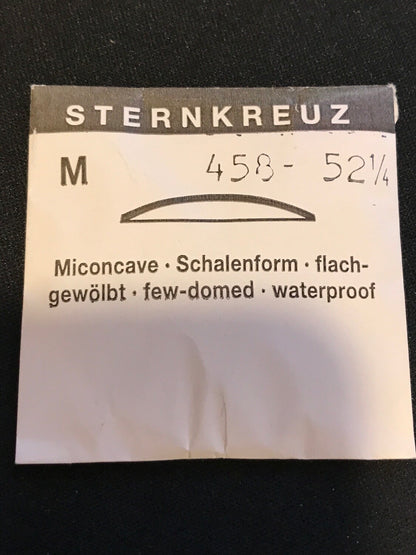 STERNKREUZ
M 458- 52¼
Miconcave · Schalenform · flach-
gewölbt · few-domed · waterproof